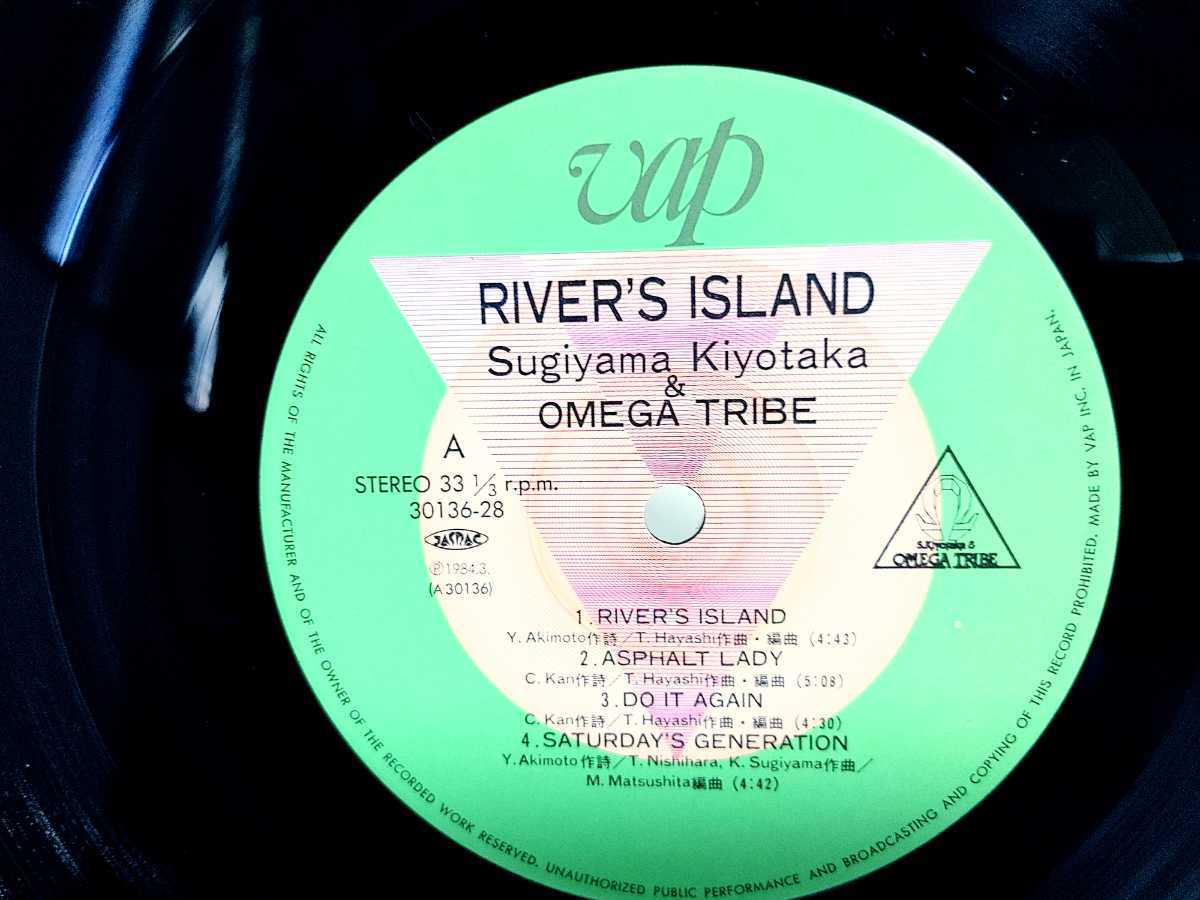 vap
RIVER'S ISLAND
Sugiyama Kiyotaka
&
OMEGA TRIBE
A
STEREO 33 1/3 r.p.m.
30136-28
JASRAC
Ⓟ1984.3.
(A30136)
S.Kiyotaka &
OMEGA TRIBE
1.RIVER'S ISLAND
Y. Akimoto作詩／T. Hayashi作曲・編曲 (4:43)
2.ASPHALT LADY
C. Kan作詩／T. Hayashi作曲・編曲 (5:08)
3.DO IT AGAIN
C. Kan作詩／T. Hayashi作曲・編曲 (4:30)
4.SATURDAY'S GENERATION
Y. Akimoto作詩／T. Nishihara, K. Sugiyama作曲／
M. Matsushita編曲 (4:42)
ALL RIGHTS OF THE MANUFACTURER AND OF THE OWNER OF THE RECORDED WORK RESERVED. UNAUTHORIZED PUBLIC PERFORMANCE AND BROADCASTING AND COPYING OF THIS RECORD PROHIBITED. MADE BY VAP INC. IN JAPAN.